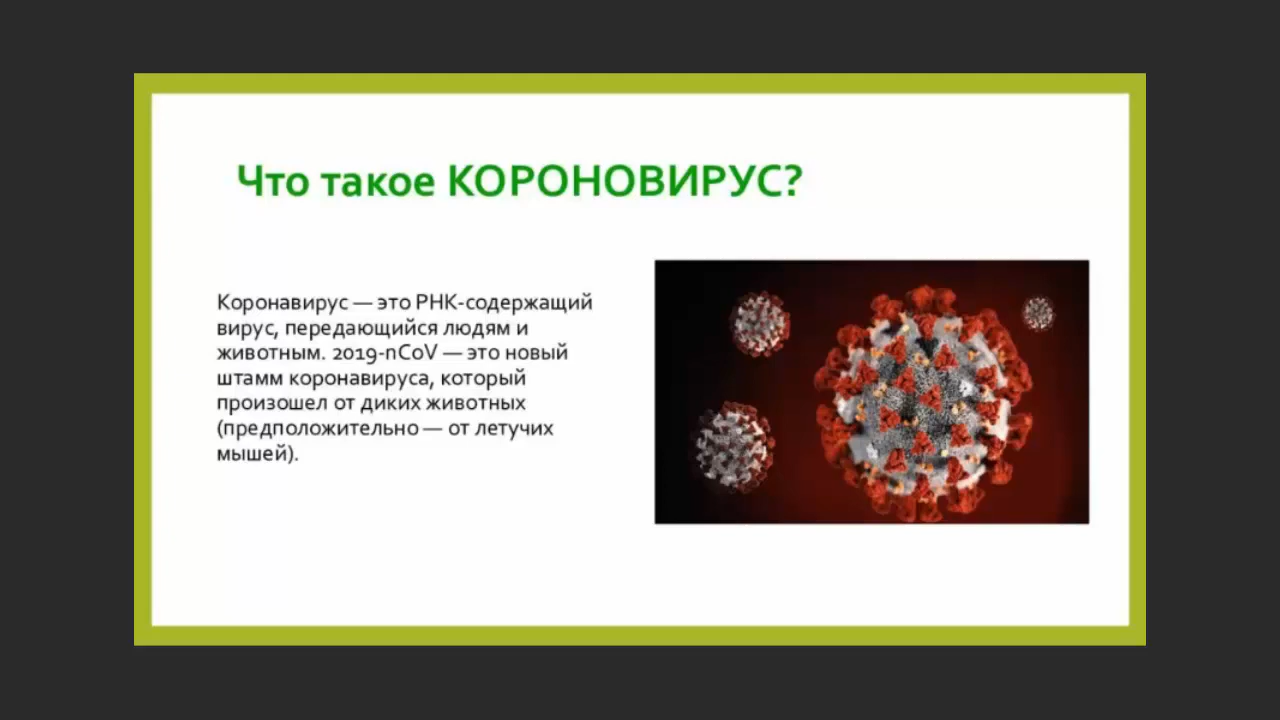 Что такое КОРОНОВИРУС?
Коронавирус — это РНК-содержащий
вирус, передающийся людям и
животным. 2019-nCoV — это новый
штамм коронавируса, который
произошел от диких животных
(предположительно — от летучих
мышей).